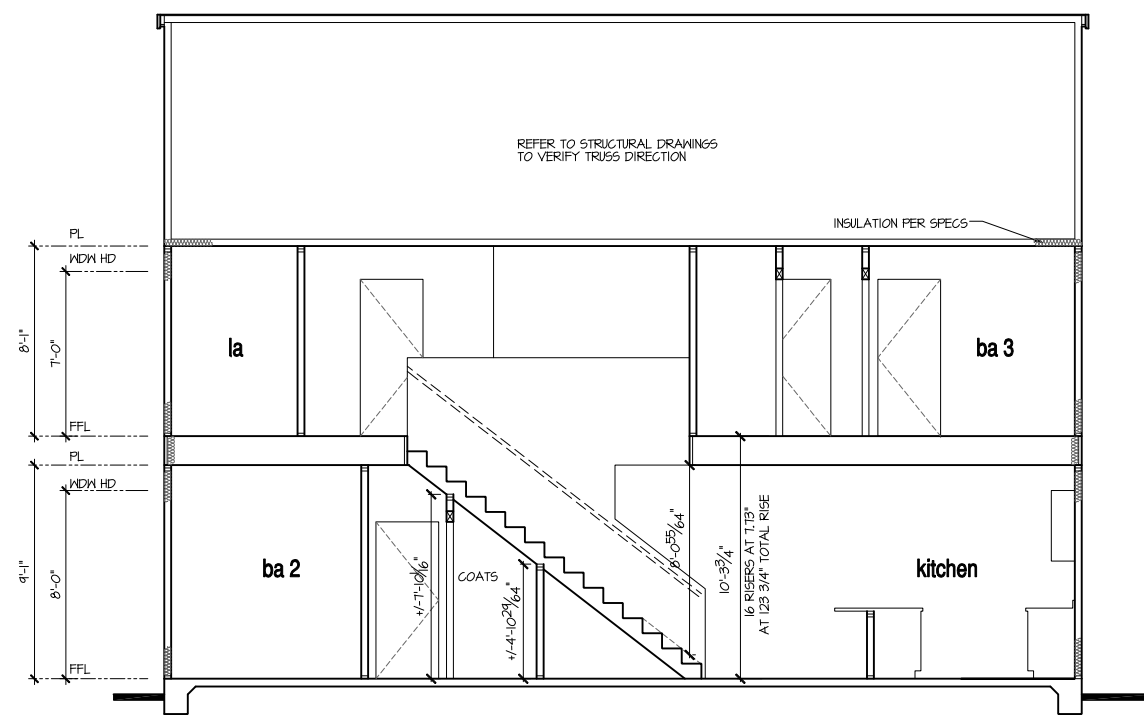 REFER TO STRUCTURAL DRAWINGS
TO VERIFY TRUSS DIRECTION
INSULATION PER SPECS
PL
WDW HD
8'-1"
7'-0"
la
ba 3
FFL
PL
WDW HD
9'-1"
8'-0"
ba 2
+/-7'-10 1/16"
COATS
+/-4'-10 29/64"
8'-0 55/64"
10'-3 3/4"
16 RISERS AT 7.73"
AT 123 3/4" TOTAL RISE
kitchen
FFL